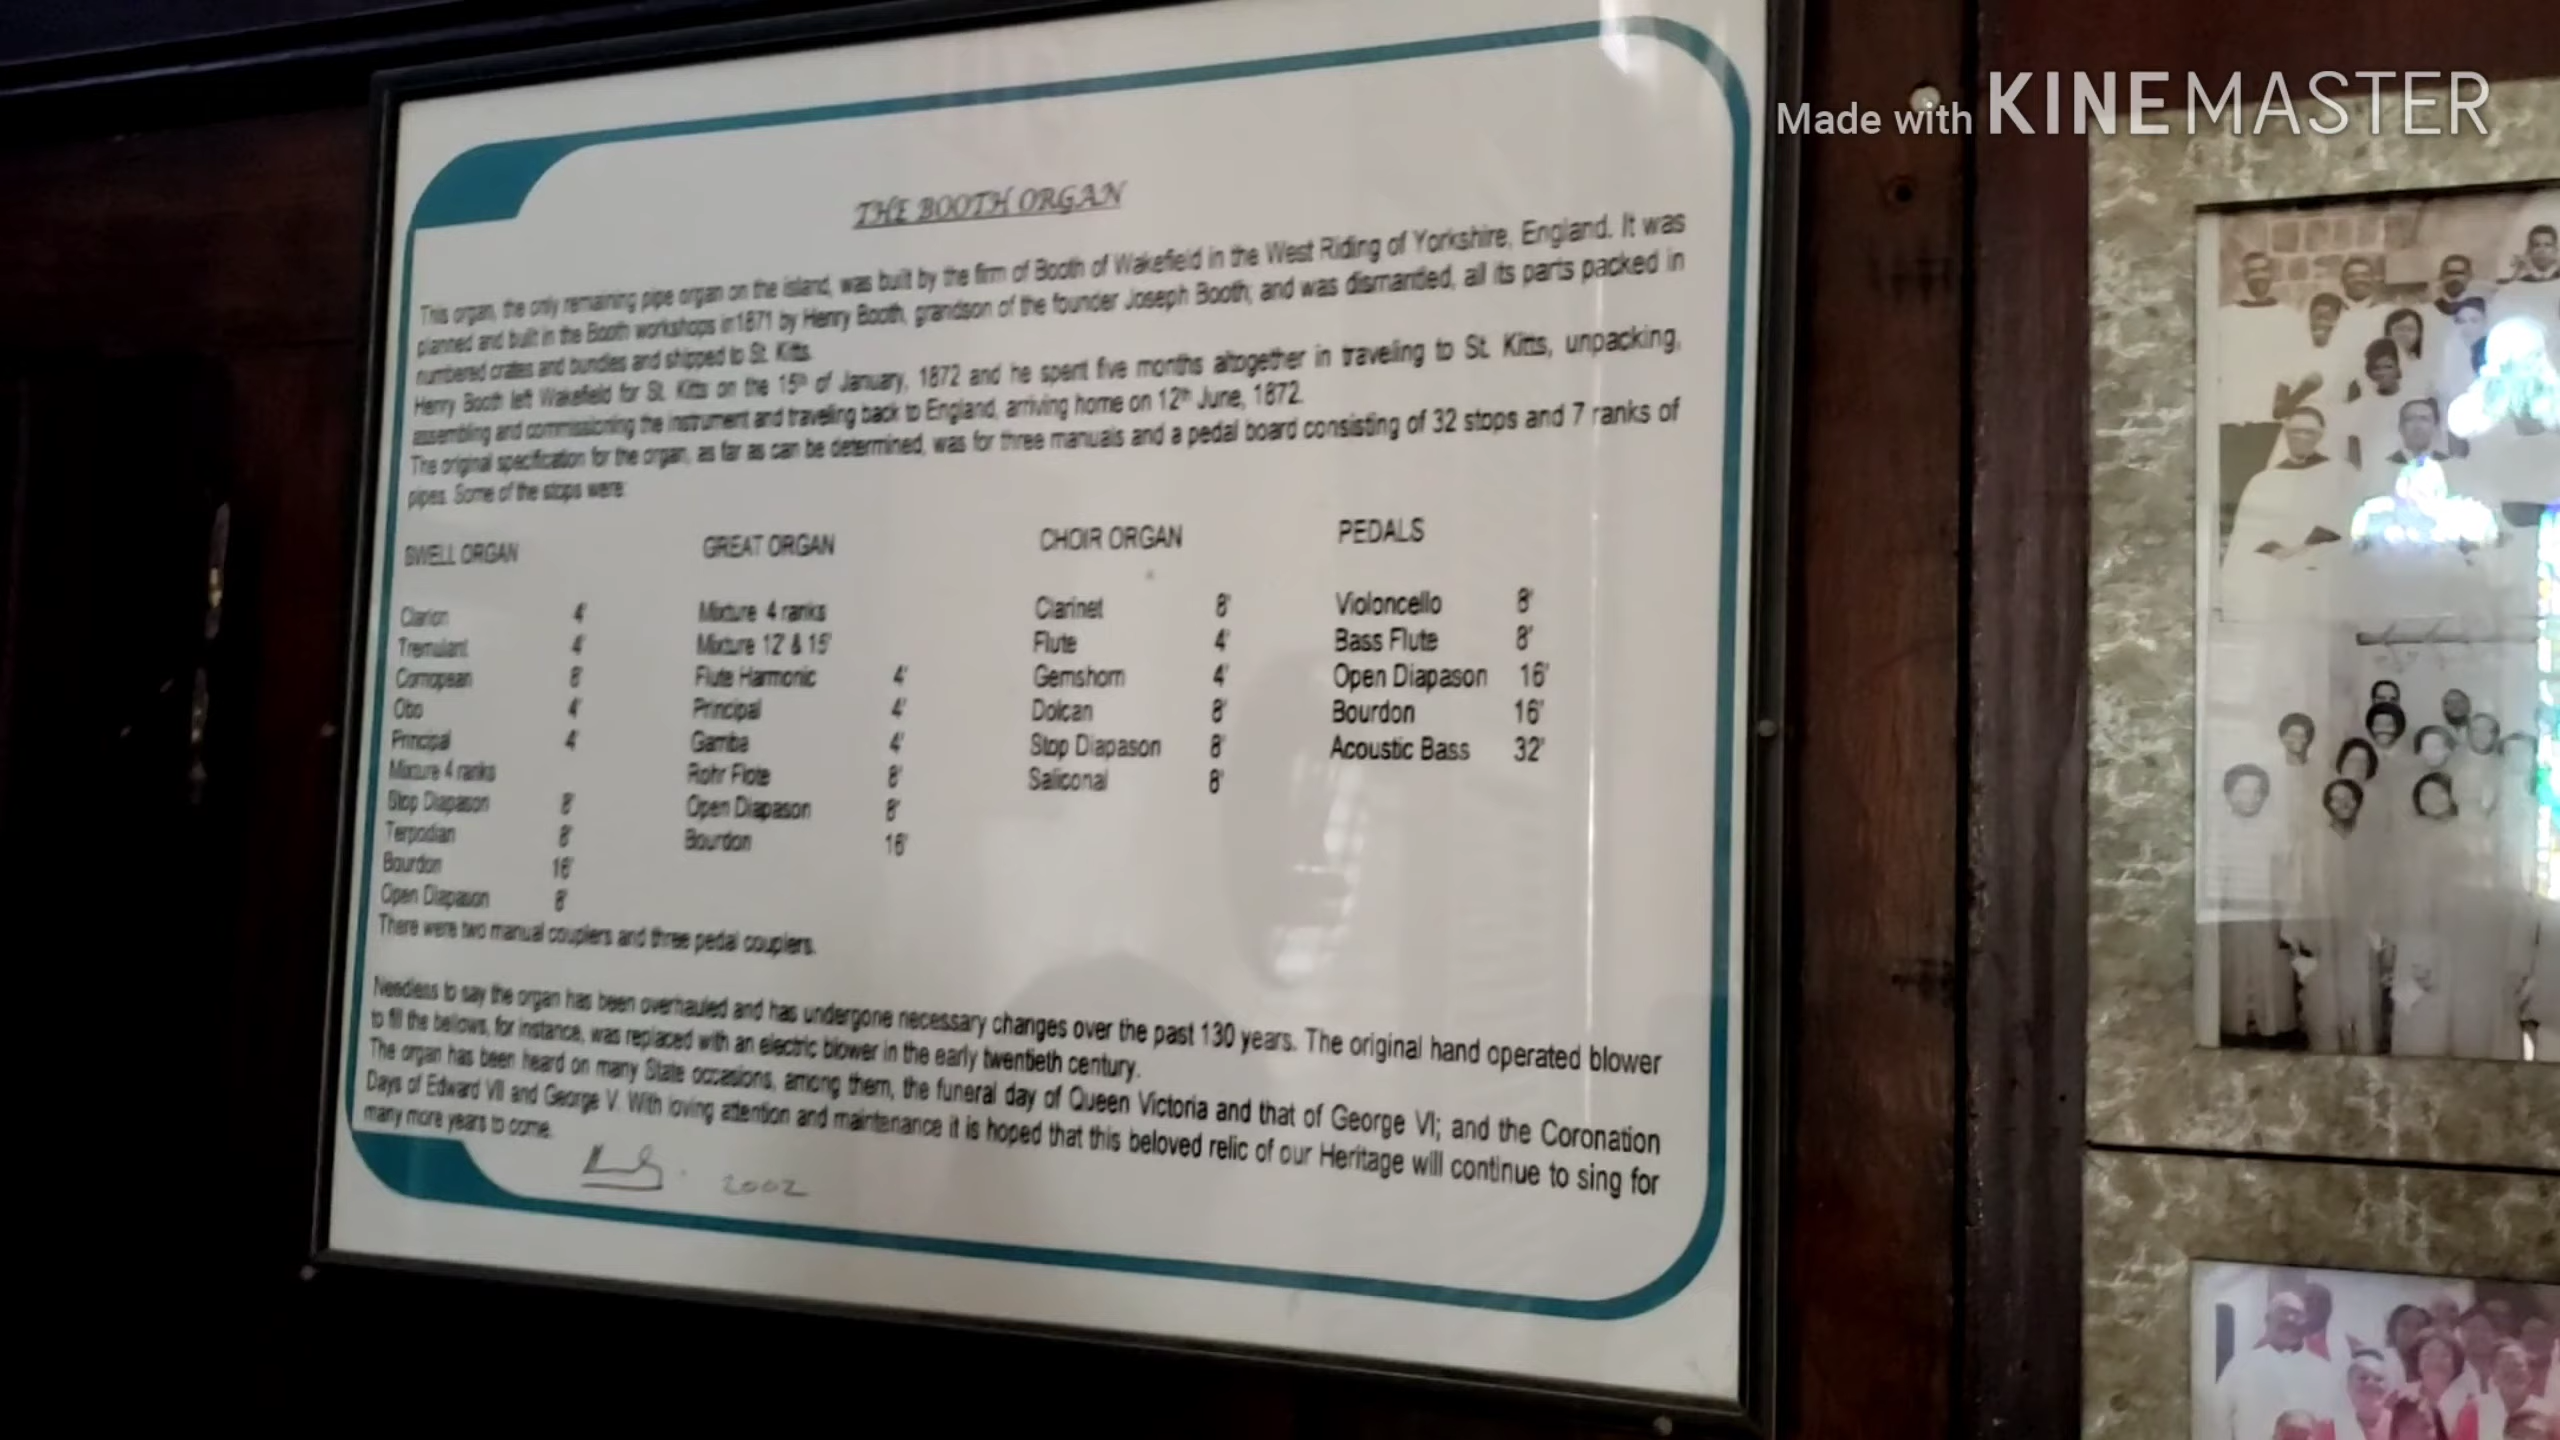 Made with KINEMASTER
THE BOOTH ORGAN
This organ, the only remaining pipe organ on the island, was built by the firm of Booth of Wakefield in the West Riding of Yorkshire, England. It was
planned and built in the Booth workshops in1871 by Henry Booth, grandson of the founder Joseph Booth; and was dismantled, all its parts packed in
numbered crates and bundles and shipped to St. Kitts.
Henry Booth left Wakefield for St. Kitts on the 15th of January, 1872 and he spent five months altogether in traveling to St. Kitts, unpacking,
assembling and commissioning the instrument and traveling back to England, arriving home on 12th June, 1872.
The original specification for the organ, as far as can be determined, was for three manuals and a pedal board consisting of 32 stops and 7 ranks of
pipes. Some of the stops were:
SWELL ORGAN GREAT ORGAN CHOIR ORGAN PEDALS
Clarion 4' Mixture 4 ranks Clarinet 8' Violoncello 8'
Tremulant 4' Mixture 12' & 15' Flute 4' Bass Flute 8'
Cornopean 8' Flute Harmonic 4' Gemshorn 4' Open Diapason 16'
Obo 4' Principal 4' Dolcan 8' Bourdon 16'
Principal 4' Gamba 4' Stop Diapason 8' Acoustic Bass 32'
Mixture 4 ranks Rohr Flote 8' Saliconal 8'
Stop Diapason 8' Open Diapason 8'
Terpodian 8' Bourdon 16'
Bourdon 16'
Open Diapason 8'
There were two manual couplers and three pedal couplers.
Needless to say the organ has been overhauled and has undergone necessary changes over the past 130 years. The original hand operated blower
to fill the bellows, for instance, was replaced with an electric blower in the early twentieth century.
The organ has been heard on many State occasions, among them, the funeral day of Queen Victoria and that of George VI; and the Coronation
Days of Edward VII and George V. With loving attention and maintenance it is hoped that this beloved relic of our Heritage will continue to sing for
many more years to come.
2002